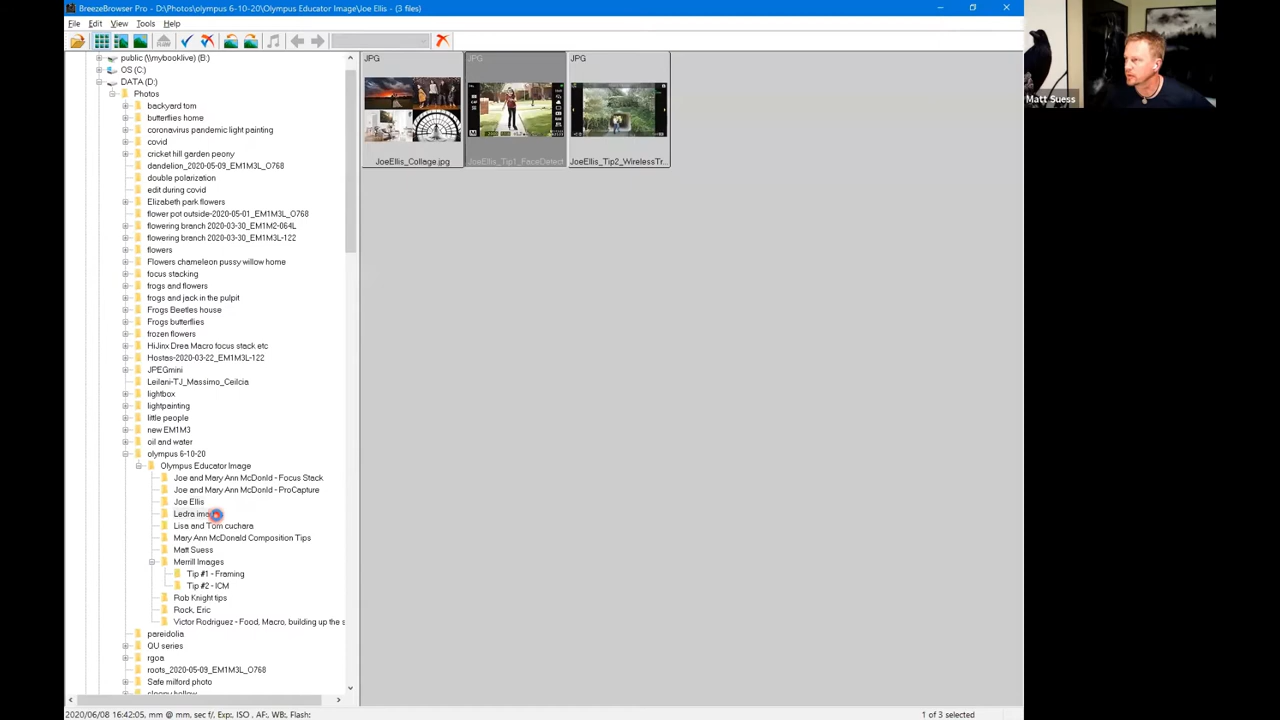 BreezeBrowser Pro - D:\Photos\olympus 6-10-20\Olympus Educator Image\Joe Ellis - (3 files)
File Edit View Tools Help
public (\\mybooklive) (B:)
OS (C:)
DATA (D:)
Photos
backyard tom
butterflies home
coronavirus pandemic light painting
covid
cricket hill garden peony
dandelion_2020-05-09_EM1M3L_O768
double polarization
edit during covid
Elizabeth park flowers
flower pot outside-2020-05-01_EM1M3L_O768
flowering branch 2020-03-30_EM1M2-064L
flowering branch 2020-03-30_EM1M3L-122
flowers
Flowers chameleon pussy willow home
focus stacking
frogs and flowers
frogs and jack in the pulpit
Frogs Beetles house
Frogs butterflies
frozen flowers
HiJinx Drea Macro focus stack etc
Hostas-2020-03-22_EM1M3L-122
JPEGmini
Leilani-TJ_Massimo_Ceilcia
lightbox
lightpainting
little people
new EM1M3
oil and water
olympus 6-10-20
Olympus Educator Image
Joe and Mary Ann McDonld - Focus Stack
Joe and Mary Ann McDonld - ProCapture
Joe Ellis
Ledra
Lisa and Tom cuchara
Mary Ann McDonald Composition Tips
Matt Suess
Merrill Images
Tip #1 - Framing
Tip #2 - ICM
Rob Knight tips
Rock, Eric
Victor Rodriguez - Food, Macro, building up the s
pareidolia
QU series
rgoa
roots_2020-05-09_EM1M3L_O768
Safe milford photo
sleepy hollow
JPG JPG JPG
JoeEllis_Collage.jpg JoeEllis_Tip1_FaceDetect JoeEllis_Tip2_WirelessTr...
Matt Suess
2020/06/08 16:42:05, mm @ mm, sec f/, Exp:, ISO , AF:, WB:, Flash: 1 of 3 selected